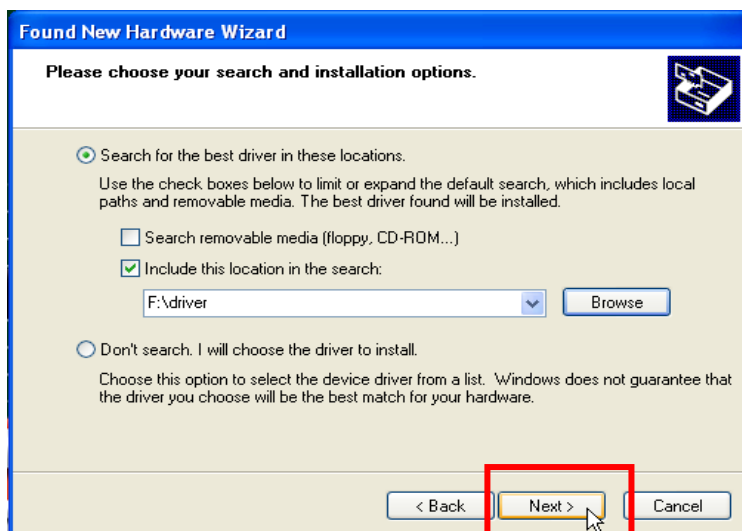 Found New Hardware Wizard
Please choose your search and installation options.
Search for the best driver in these locations.
Use the check boxes below to limit or expand the default search, which includes local
paths and removable media. The best driver found will be installed.
Search removable media (floppy, CD-ROM...)
Include this location in the search:
F:\driver
Browse
Don't search. I will choose the driver to install.
Choose this option to select the device driver from a list. Windows does not guarantee that
the driver you choose will be the best match for your hardware.
< Back
Next >
Cancel